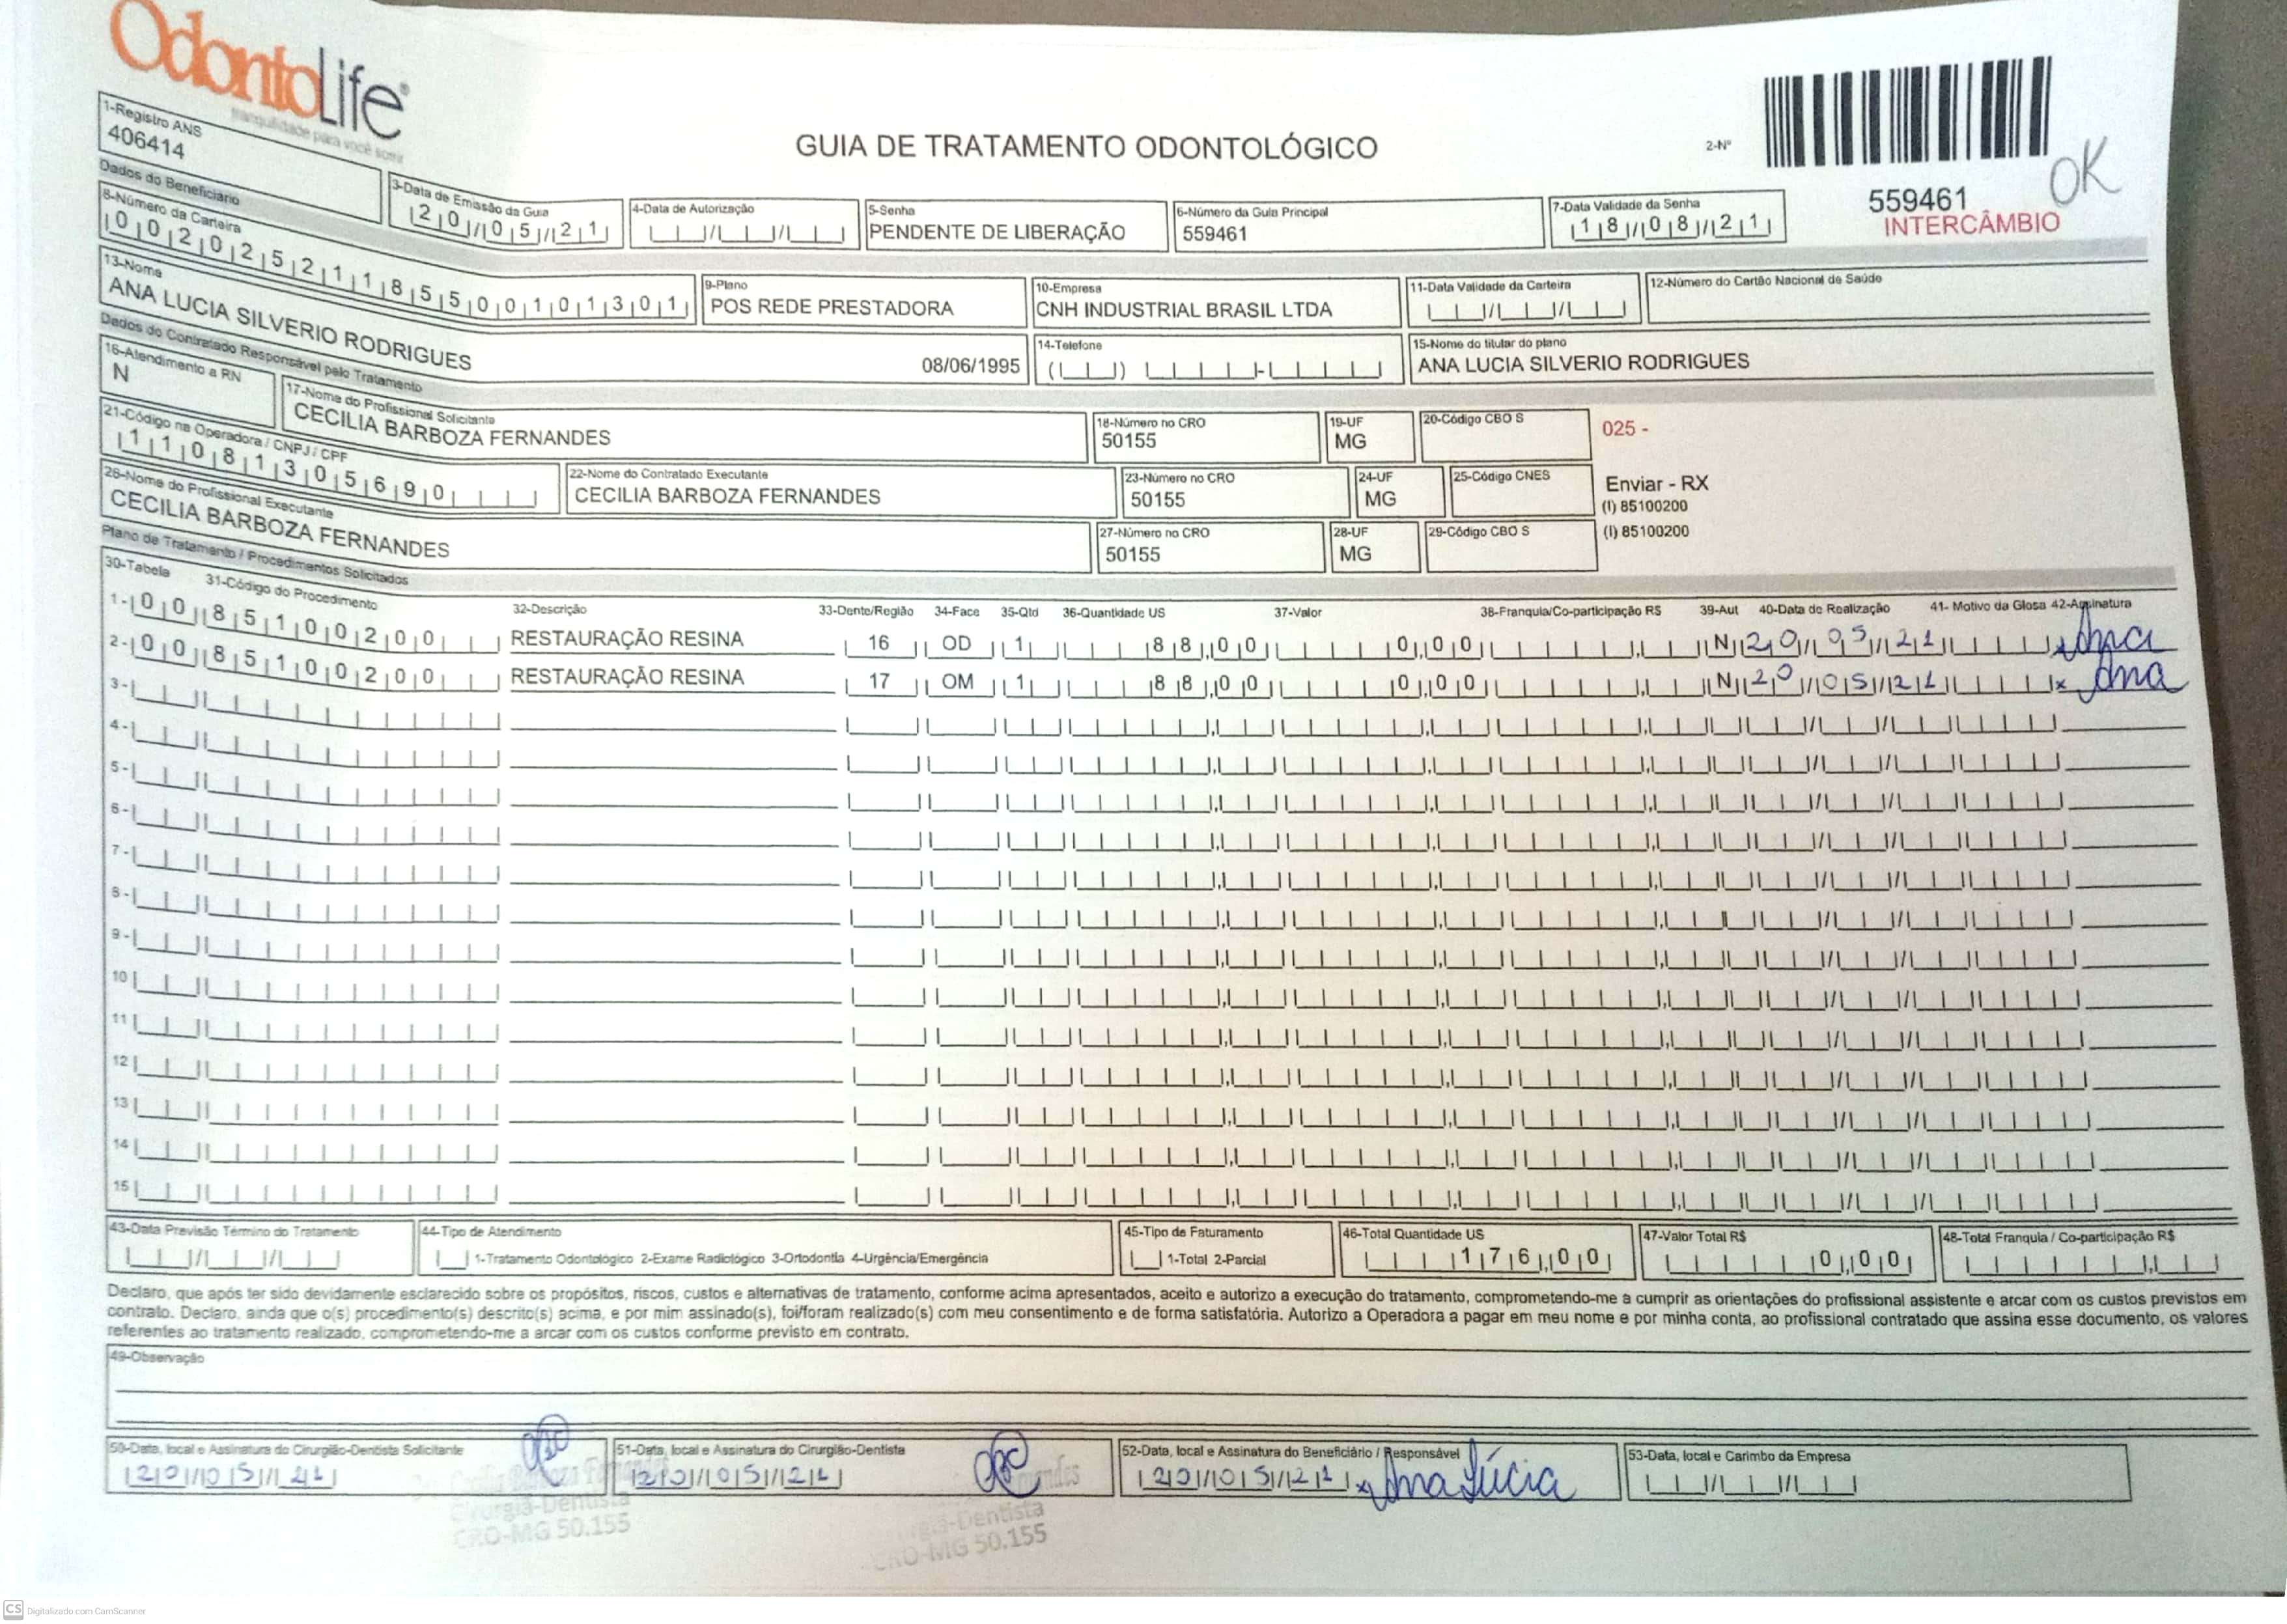 OdontoLife®
tranquilidade para você sorrir
GUIA DE TRATAMENTO ODONTOLÓGICO
2-Nº
559461
INTERCÂMBIO
OK
1-Registro ANS
406414
3-Data de Emissão da Guia
20/05/21
4-Data de Autorização
5-Senha
PENDENTE DE LIBERAÇÃO
6-Número da Guia Principal
559461
7-Data Validade da Senha
18/08/21
Dados do Beneficiário
8-Número da Carteira
00202521185500101301
9-Plano
POS REDE PRESTADORA
10-Empresa
CNH INDUSTRIAL BRASIL LTDA
11-Data Validade da Carteira
12-Número do Cartão Nacional de Saúde
13-Nome
ANA LUCIA SILVERIO RODRIGUES
08/06/1995
14-Telefone
15-Nome do titular do plano
ANA LUCIA SILVERIO RODRIGUES
Dados do Contratado Responsável pelo Tratamento
16-Atendimento a RN
N
17-Nome do Profissional Solicitante
CECILIA BARBOZA FERNANDES
18-Número no CRO
50155
19-UF
MG
20-Código CBO S
025 -
21-Código na Operadora / CNPJ / CPF
11081305690
22-Nome do Contratado Executante
CECILIA BARBOZA FERNANDES
23-Número no CRO
50155
24-UF
MG
25-Código CNES
Enviar - RX
(I) 85100200
(I) 85100200
26-Nome do Profissional Executante
CECILIA BARBOZA FERNANDES
27-Número no CRO
50155
28-UF
MG
29-Código CBO S
Plano de Tratamento / Procedimentos Solicitados
30-Tabela 31-Código do Procedimento 32-Descrição 33-Dente/Região 34-Face 35-Qtd 36-Quantidade US 37-Valor 38-Franquia/Co-participação R$ 39-Aut 40-Data de Realização 41- Motivo da Glosa 42-Assinatura
1- 00 85100200 RESTAURAÇÃO RESINA 16 OD 1 88,00 0,00 N 20/05/21 x Ana
2- 00 85100200 RESTAURAÇÃO RESINA 17 OM 1 88,00 0,00 N 20/05/21 x Ana
3-
4-
5-
6-
7-
8-
9-
10
11
12
13
14
15
43-Data Previsão Término do Tratamento
44-Tipo de Atendimento
1-Tratamento Odontológico 2-Exame Radiológico 3-Ortodontia 4-Urgência/Emergência
45-Tipo de Faturamento
1-Total 2-Parcial
46-Total Quantidade US
176,00
47-Valor Total R$
0,00
48-Total Franquia / Co-participação R$
Declaro, que após ter sido devidamente esclarecido sobre os propósitos, riscos, custos e alternativas de tratamento, conforme acima apresentados, aceito e autorizo a execução do tratamento, comprometendo-me a cumprir as orientações do profissional assistente e arcar com os custos previstos em
contrato. Declaro, ainda que o(s) procedimento(s) descrito(s) acima, e por mim assinado(s), foi/foram realizado(s) com meu consentimento e de forma satisfatória. Autorizo a Operadora a pagar em meu nome e por minha conta, ao profissional contratado que assina esse documento, os valores
referentes ao tratamento realizado, comprometendo-me a arcar com os custos conforme previsto em contrato.
49-Observação
50-Data, local e Assinatura do Cirurgião-Dentista Solicitante
20/05/21
51-Data, local e Assinatura do Cirurgião-Dentista
20/05/21
52-Data, local e Assinatura do Beneficiário / Responsável
20/05/21 x Ana Lúcia
53-Data, local e Carimbo da Empresa
Cirurgiã-Dentista
CRO-MG 50.155
Cirurgiã-Dentista
CRO-MG 50.155
CS Digitalizado com CamScanner